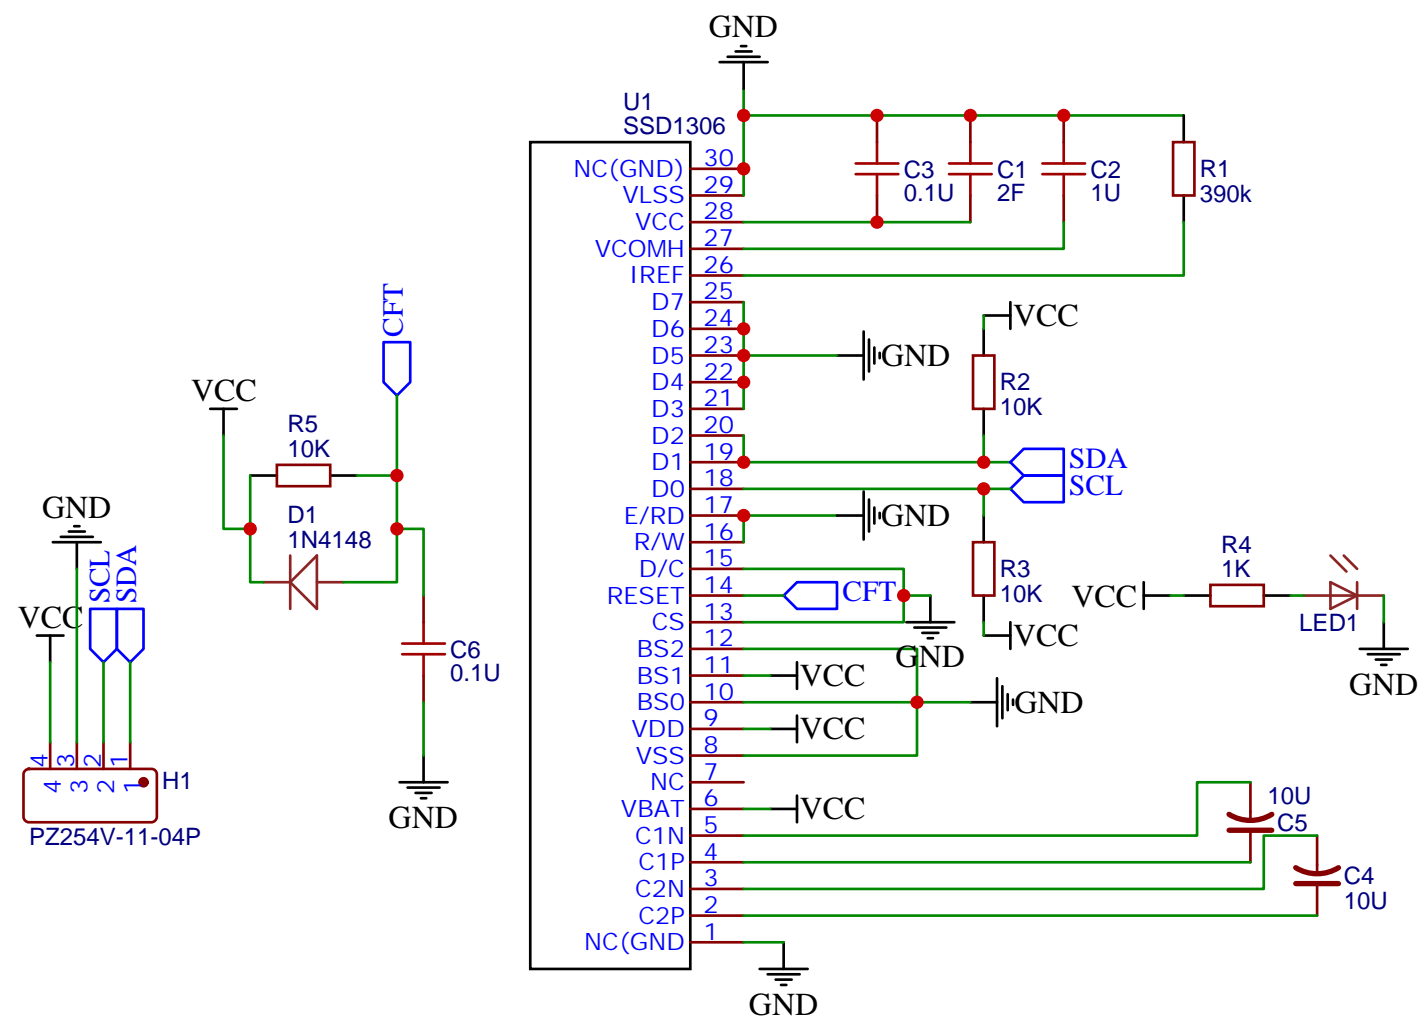 GND
U1
SSD1306
NC(GND) 30
VLSS 29
VCC 28
VCOMH 27
IREF 26
D7 25
D6 24
D5 23
D4 22
D3 21
D2 20
D1 19
D0 18
E/RD 17
R/W 16
D/C 15
RESET 14
CS 13
BS2 12
BS1 11
BS0 10
VDD 9
VSS 8
NC 7
VBAT 6
C1N 5
C1P 4
C2N 3
C2P 2
NC(GND 1
C3
0.1U
C1
2F
C2
1U
R1
390k
GND
VCC
R2
10K
SDA
SCL
GND
R3
10K
VCC
CFT
GND
VCC
GND
VCC
VCC
GND
10U
C5
C4
10U
VCC
R4
1K
LED1
GND
CFT
VCC
R5
10K
D1
1N4148
C6
0.1U
GND
GND
VCC
SCL
SDA
4 3 2 1
4 3 2 1
H1
PZ254V-11-04P